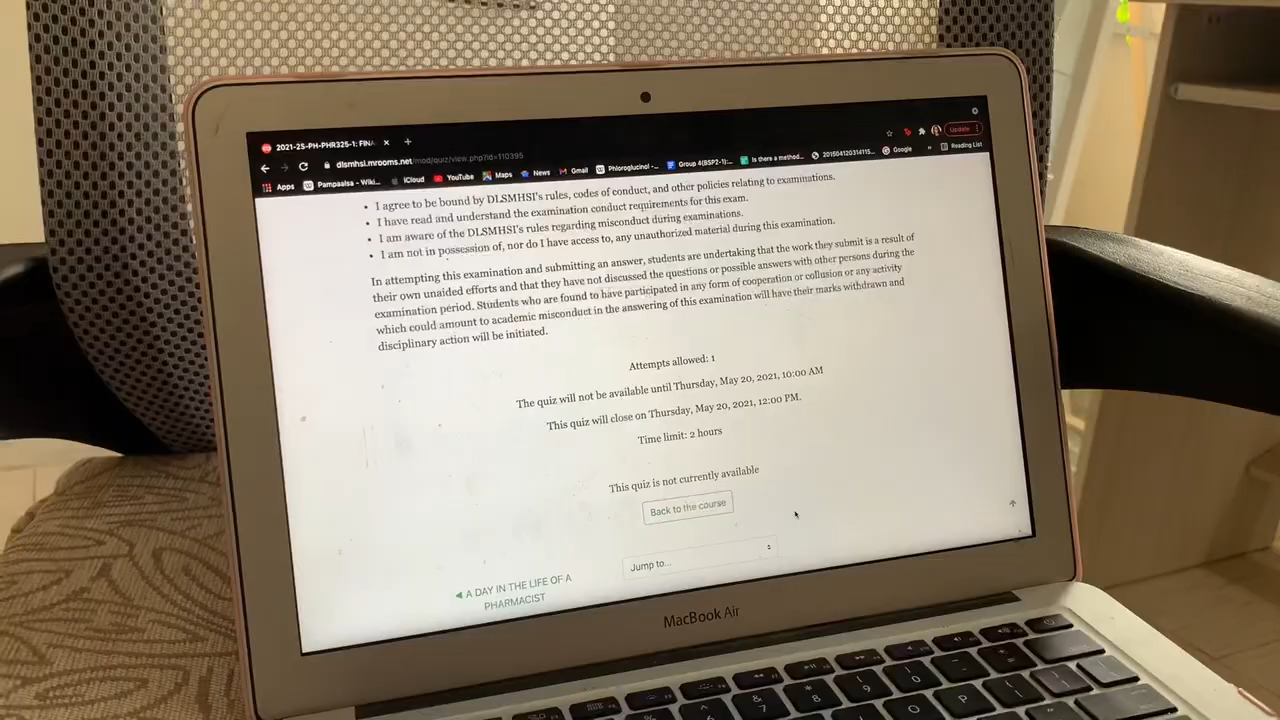 2021-2S-PH-PHR325-1: FINA
Update
dlsmhsi.mrooms.net/mod/quiz/view.php?id=110395
Apps
Pampaalsa - Wiki...
iCloud
YouTube
Maps
News
Gmail
Phloroglucinol -...
Group 4(BSP2-1):...
Is there a method...
201504120314115...
Google
»
Reading List
• I agree to be bound by DLSMHSI's rules, codes of conduct, and other policies relating to examinations.
• I have read and understand the examination conduct requirements for this exam.
• I am aware of the DLSMHSI's rules regarding misconduct during examinations.
• I am not in possession of, nor do I have access to, any unauthorized material during this examination.
In attempting this examination and submitting an answer, students are undertaking that the work they submit is a result of
their own unaided efforts and that they have not discussed the questions or possible answers with other persons during the
examination period. Students who are found to have participated in any form of cooperation or collusion or any activity
which could amount to academic misconduct in the answering of this examination will have their marks withdrawn and
disciplinary action will be initiated.
Attempts allowed: 1
The quiz will not be available until Thursday, May 20, 2021, 10:00 AM
This quiz will close on Thursday, May 20, 2021, 12:00 PM.
Time limit: 2 hours
This quiz is not currently available
Back to the course
Jump to...
◄ A DAY IN THE LIFE OF A
PHARMACIST
MacBook Air
& 7
* 8
( 9
O
P